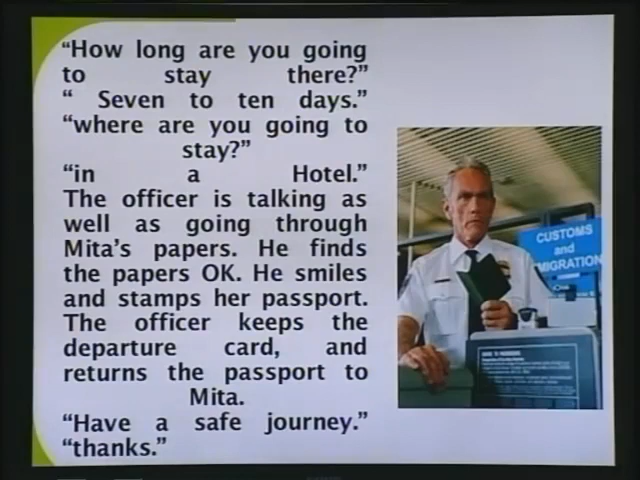 “How long are you going
to stay there?”
“ Seven to ten days.”
“where are you going to
stay?”
“in a Hotel.”
The officer is talking as
well as going through
Mita’s papers. He finds
the papers OK. He smiles
and stamps her passport.
The officer keeps the
departure card, and
returns the passport to
Mita.
“Have a safe journey.”
“thanks.”
CUSTOMS
and
MIGRATION